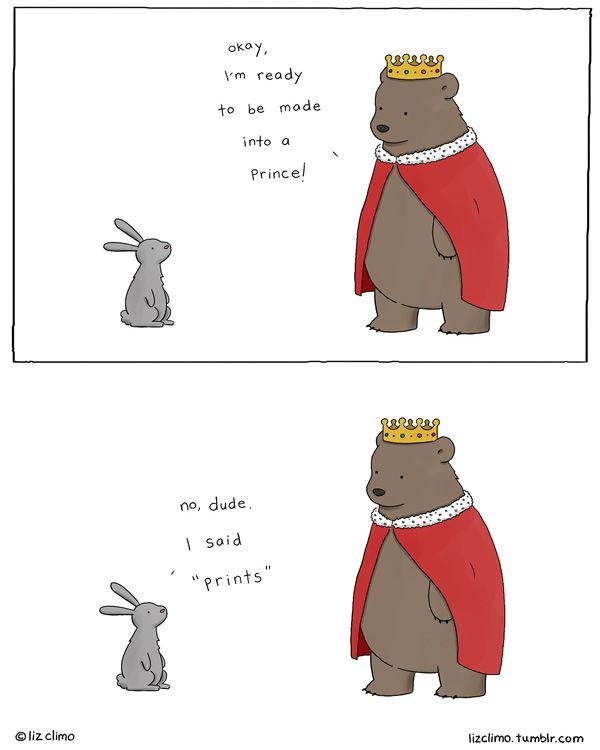 okay,
I'm ready
to be made
into a
Prince!
no, dude.
I said
"prints"
© liz climo
lizclimo.tumblr.com